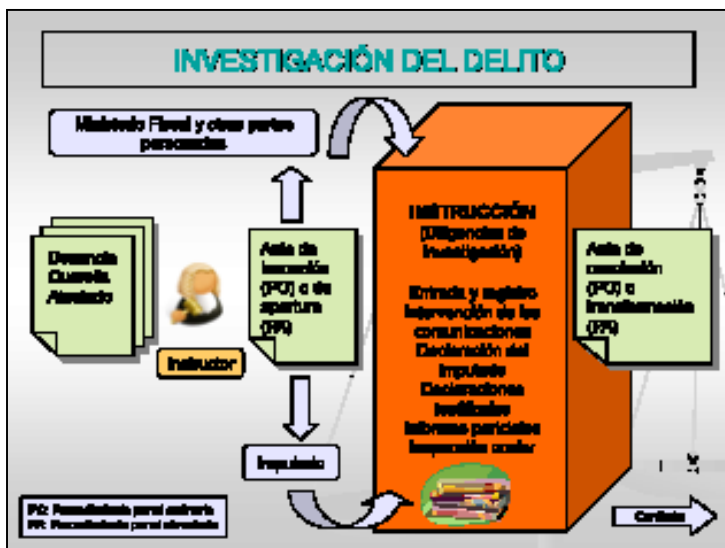 INVESTIGACIÓN DEL DELITO
Ministerio Fiscal y otras partes
personadas
Denuncia
Querella
Atestado
Instructor
Auto de
incoación
(PO) o de
apertura
(PA)
Imputado
INSTRUCCIÓN
(Diligencias de
investigación)
Entrada y registro
Intervención de las
comunicaciones
Declaración del
imputado
Declaraciones
testificales
Informes periciales
Inspección ocular
Auto de
conclusión
(PO) o
transformación
(PA)
PO: Procedimiento penal ordinario
PA: Procedimiento penal abreviado
Continúa